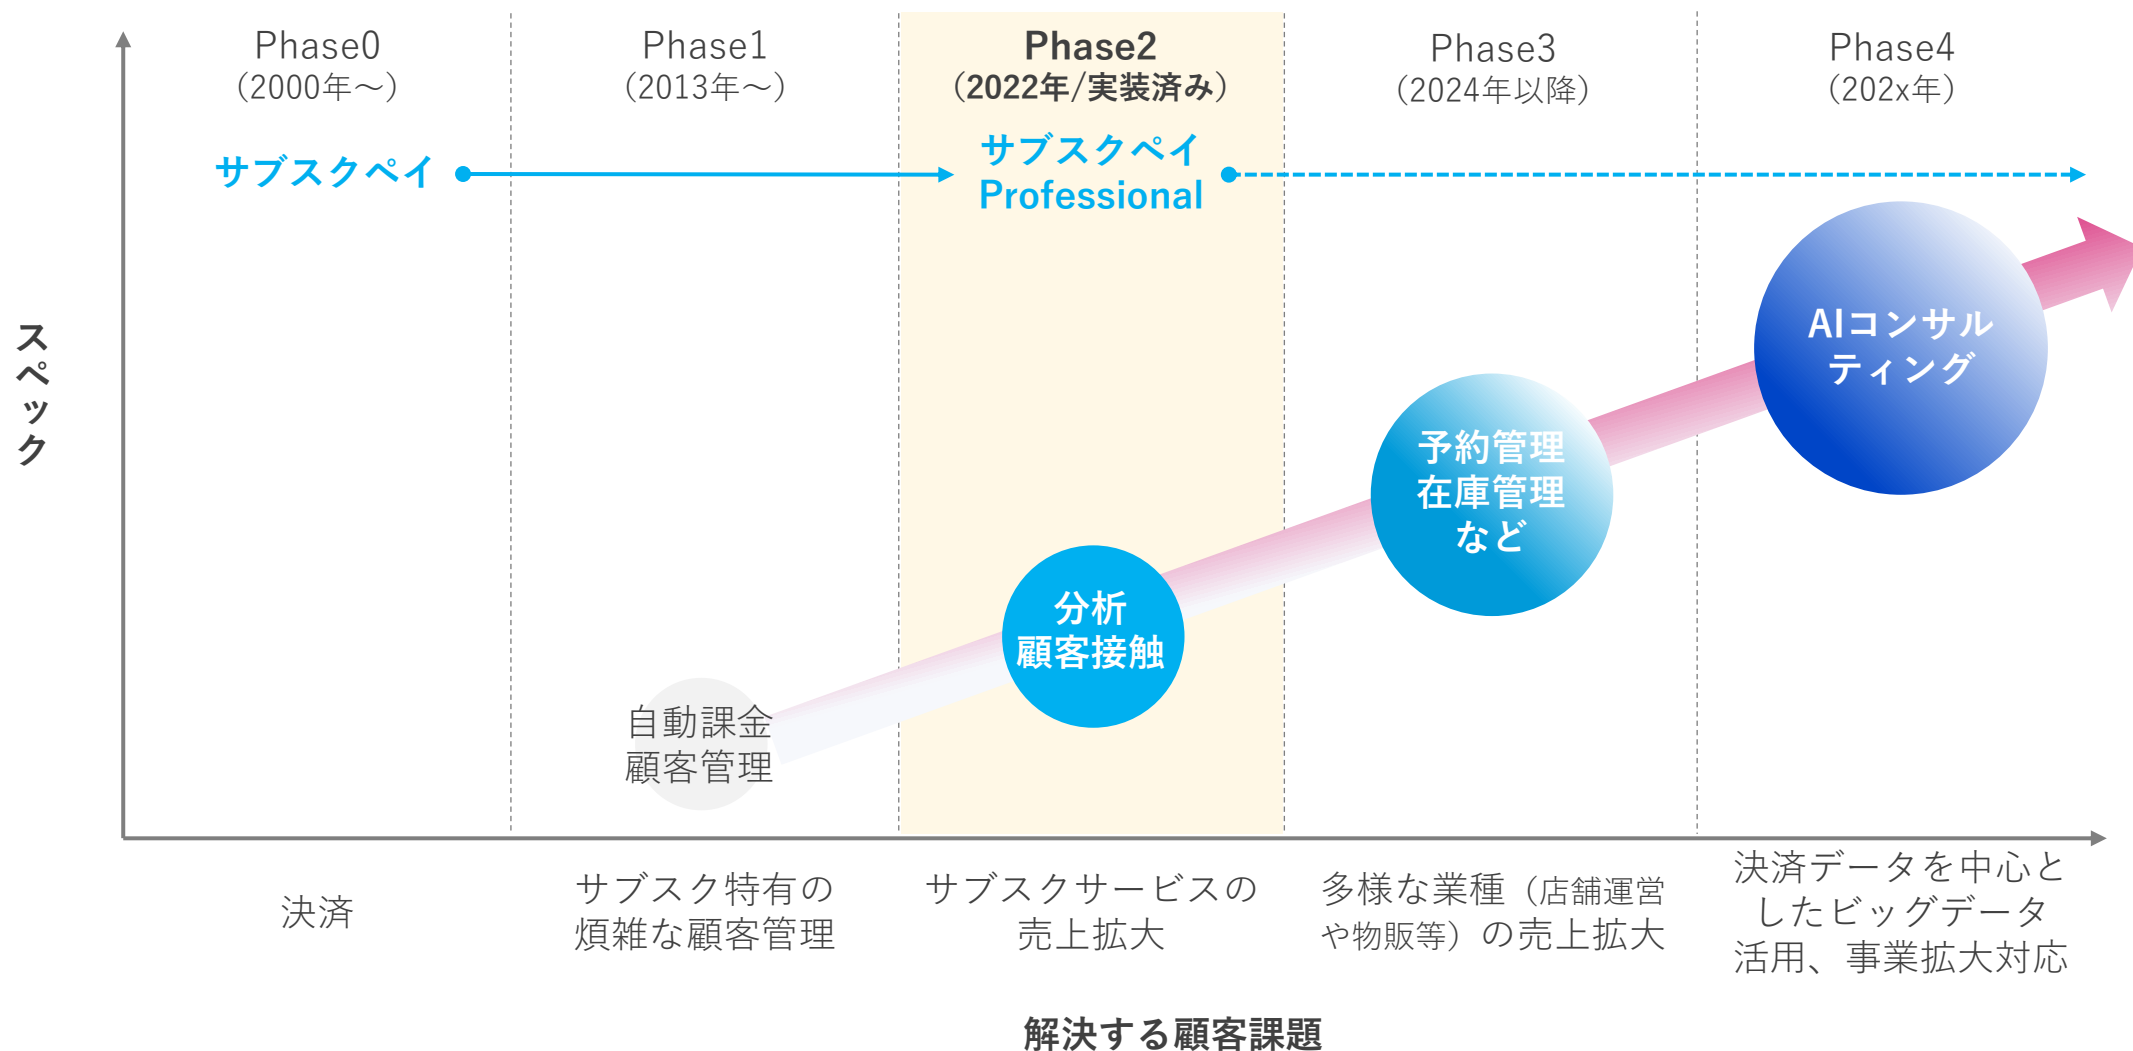 Phase0
(2000年～)
Phase1
(2013年～)
Phase2
(2022年/実装済み)
Phase3
(2024年以降)
Phase4
(202x年)
サブスクペイ
サブスクペイ
Professional
スペック
自動課金
顧客管理
分析
顧客接触
予約管理
在庫管理
など
AIコンサル
ティング
決済
サブスク特有の
煩雑な顧客管理
サブスクサービスの
売上拡大
多様な業種（店舗運営
や物販等）の売上拡大
決済データを中心と
したビッグデータ
活用、事業拡大対応
解決する顧客課題